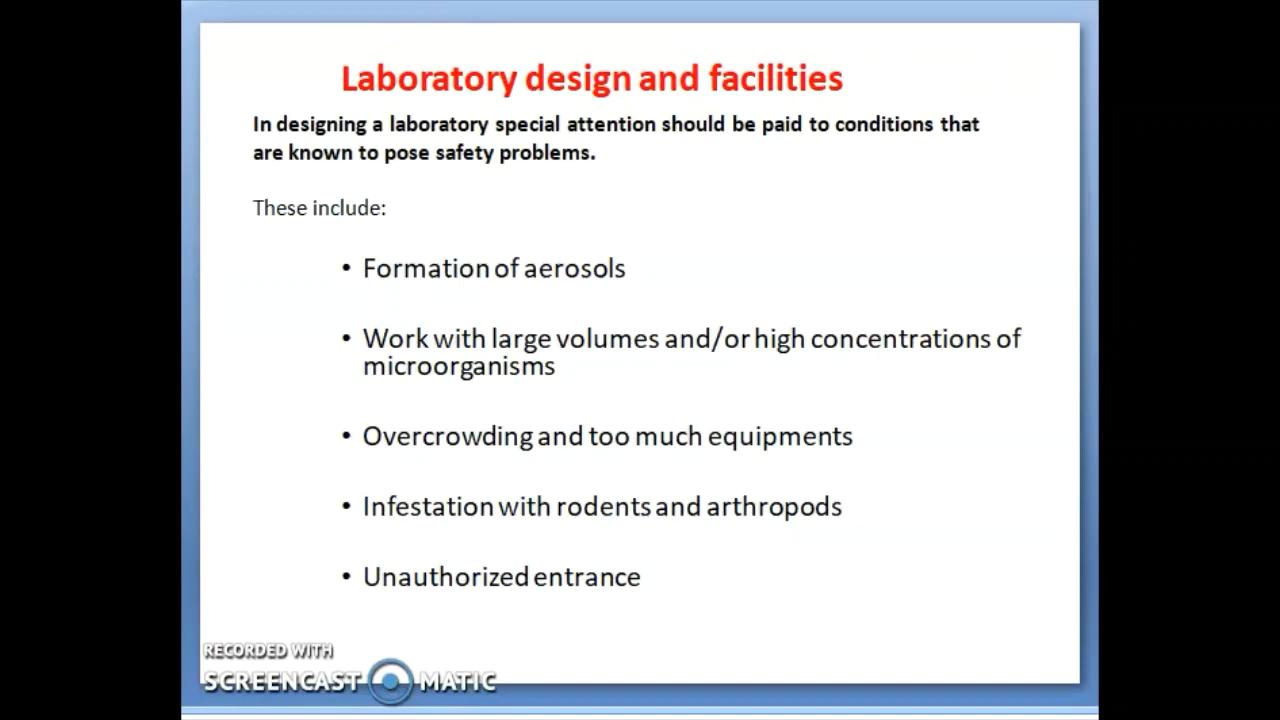 Laboratory design and facilities
In designing a laboratory special attention should be paid to conditions that
are known to pose safety problems.
These include:
• Formation of aerosols
• Work with large volumes and/or high concentrations of
microorganisms
• Overcrowding and too much equipments
• Infestation with rodents and arthropods
• Unauthorized entrance
RECORDED WITH
SCREENCAST MATIC